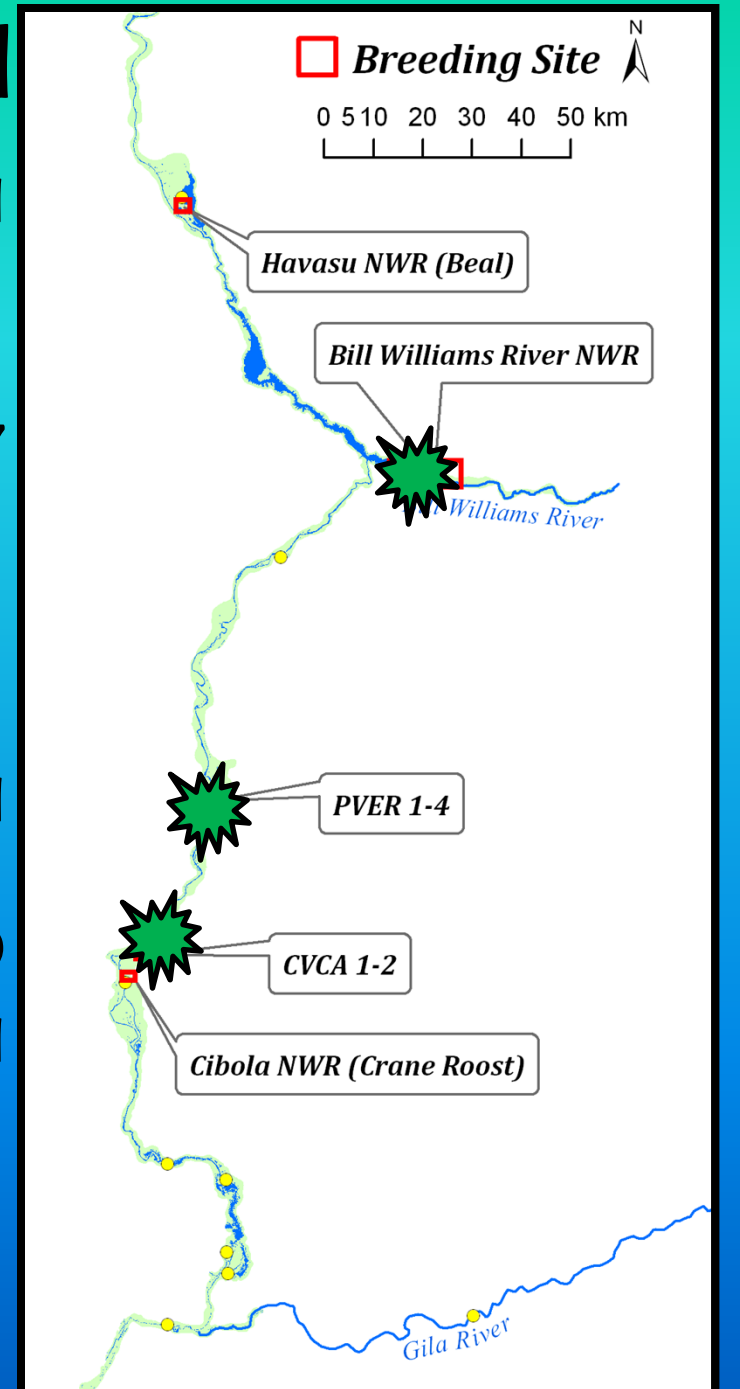 N
Breeding Site
0 5 10 20 30 40 50 km
Havasu NWR (Beal)
Bill Williams River NWR
Williams River
PVER 1-4
CVCA 1-2
Cibola NWR (Crane Roost)
Gila River